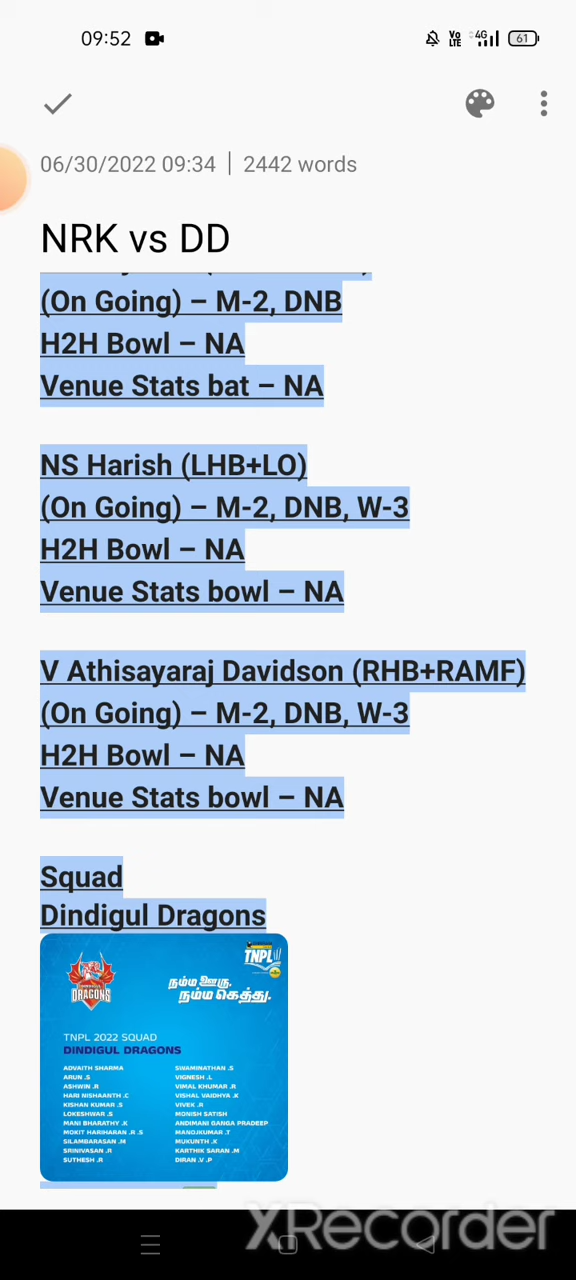 09:52
Vo LTE 4G 61
06/30/2022 09:34 | 2442 words
NRK vs DD
(On Going) – M-2, DNB
H2H Bowl – NA
Venue Stats bat – NA
NS Harish (LHB+LO)
(On Going) – M-2, DNB, W-3
H2H Bowl – NA
Venue Stats bowl – NA
V Athisayaraj Davidson (RHB+RAMF)
(On Going) – M-2, DNB, W-3
H2H Bowl – NA
Venue Stats bowl – NA
Squad
Dindigul Dragons
TNPL
DRAGONS
நம்ம ஊரு,
நம்ம கெத்து.
TNPL 2022 SQUAD
DINDIGUL DRAGONS
ADVAITH SHARMA
ARUN .S
ASHWIN .R
HARI NISHAANTH .C
KISHAN KUMAR .S
LOKESHWAR .S
MANI BHARATHY .K
MOKIT HARIHARAN .R .S
SILAMBARASAN .M
SRINIVASAN .R
SUTHESH .R
SWAMINATHAN .S
VIGNESH .L
VIMAL KHUMAR .R
VISHAL VAIDHYA .K
VIVEK .R
MONISH SATISH
ANDIMANI GANGA PRADEEP
MANOJKUMAR .T
MUKUNTH .K
KARTHIK SARAN .M
DIRAN .V .P
XRecorder